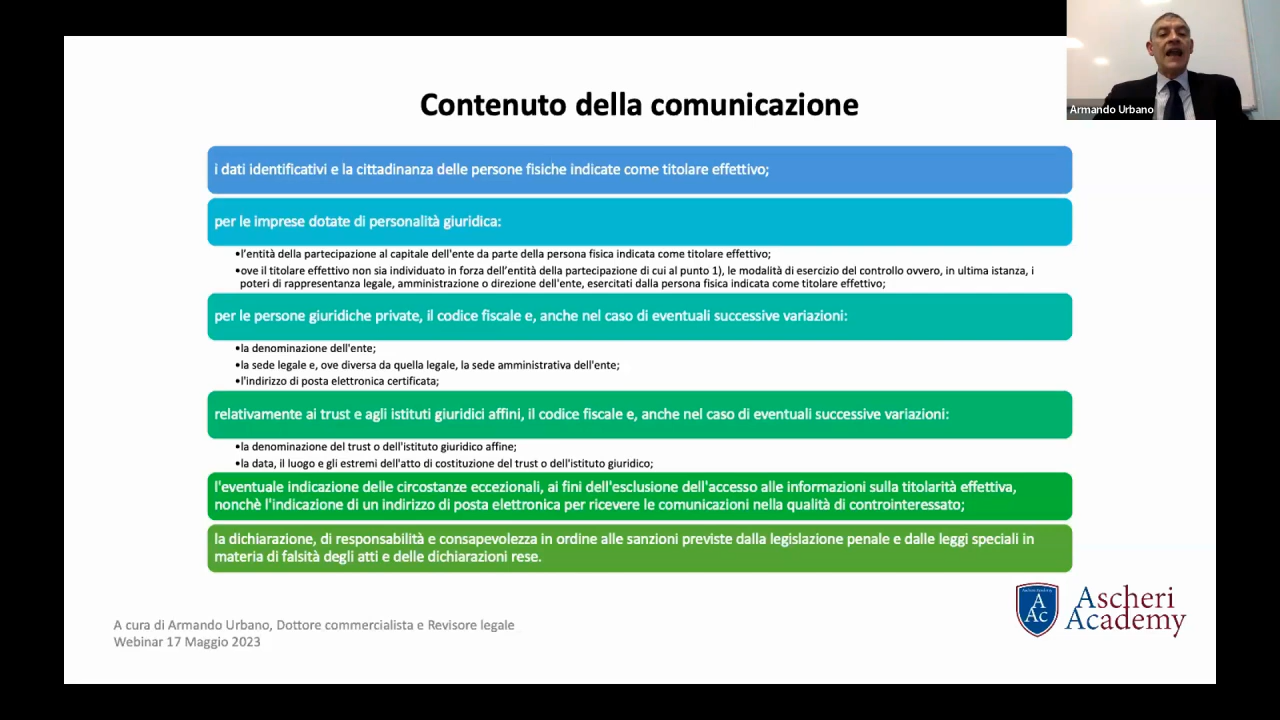 Armando Urbano
Contenuto della comunicazione
i dati identificativi e la cittadinanza delle persone fisiche indicate come titolare effettivo;
per le imprese dotate di personalità giuridica:
•l’entità della partecipazione al capitale dell'ente da parte della persona fisica indicata come titolare effettivo;
•ove il titolare effettivo non sia individuato in forza dell’entità della partecipazione di cui al punto 1), le modalità di esercizio del controllo ovvero, in ultima istanza, i
poteri di rappresentanza legale, amministrazione o direzione dell'ente, esercitati dalla persona fisica indicata come titolare effettivo;
per le persone giuridiche private, il codice fiscale e, anche nel caso di eventuali successive variazioni:
•la denominazione dell'ente;
•la sede legale e, ove diversa da quella legale, la sede amministrativa dell'ente;
•l'indirizzo di posta elettronica certificata;
relativamente ai trust e agli istituti giuridici affini, il codice fiscale e, anche nel caso di eventuali successive variazioni:
•la denominazione del trust o dell'istituto giuridico affine;
•la data, il luogo e gli estremi dell'atto di costituzione del trust o dell'istituto giuridico;
l'eventuale indicazione delle circostanze eccezionali, ai fini dell'esclusione dell'accesso alle informazioni sulla titolarità effettiva,
nonchè l'indicazione di un indirizzo di posta elettronica per ricevere le comunicazioni nella qualità di controinteressato;
la dichiarazione, di responsabilità e consapevolezza in ordine alle sanzioni previste dalla legislazione penale e dalle leggi speciali in
materia di falsità degli atti e delle dichiarazioni rese.
A
Ac
Ascheri
Academy
A cura di Armando Urbano, Dottore commercialista e Revisore legale
Webinar 17 Maggio 2023